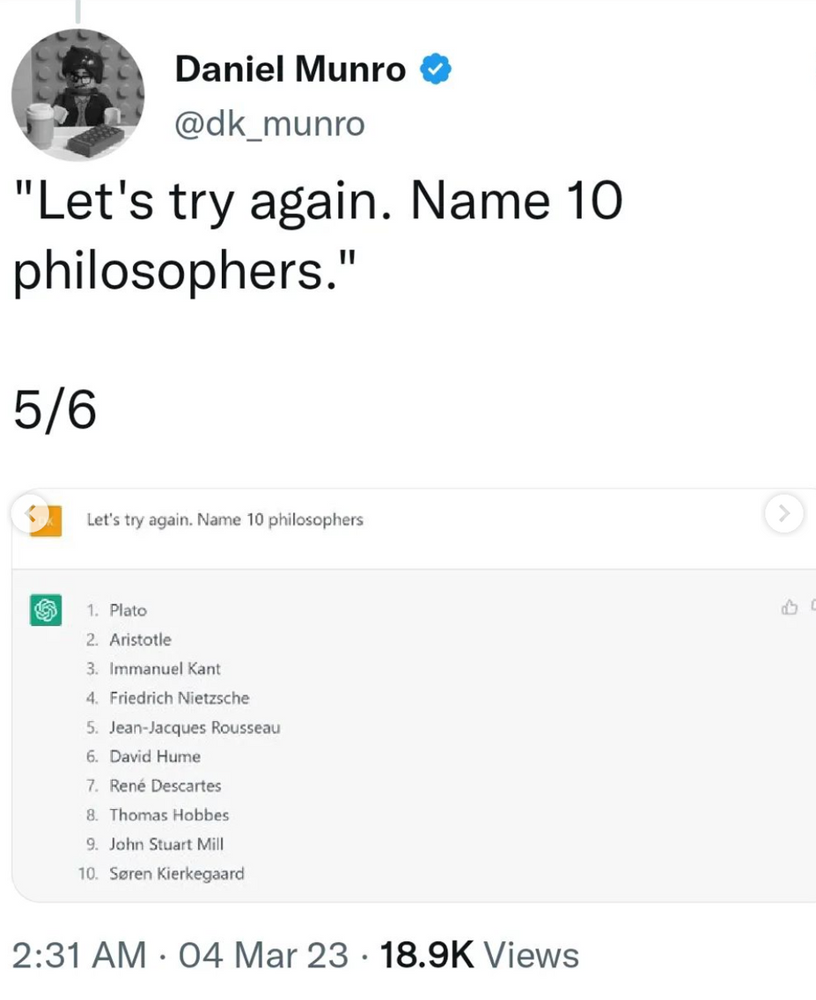 Daniel Munro
@dk_munro
"Let's try again. Name 10
philosophers."
5/6
Let's try again. Name 10 philosophers
1. Plato
2. Aristotle
3. Immanuel Kant
4. Friedrich Nietzsche
5. Jean-Jacques Rousseau
6. David Hume
7. René Descartes
8. Thomas Hobbes
9. John Stuart Mill
10. Søren Kierkegaard
2:31 AM · 04 Mar 23 · 18.9K Views